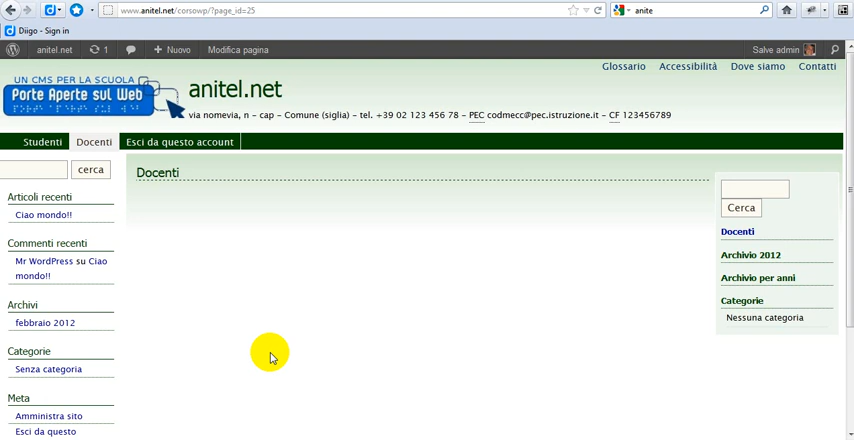 www.anitel.net/corsowp/?page_id=25
anite
Diigo - Sign in
anitel.net
1
Nuovo
Modifica pagina
Salve admin
Glossario
Accessibilità
Dove siamo
Contatti
UN CMS PER LA SCUOLA
Porte Aperte sul Web
anitel.net
via nomevia, n - cap - Comune (siglia) - tel. +39 02 123 456 78 - PEC codmecc@pec.istruzione.it - CF 123456789
Studenti
Docenti
Esci da questo account
cerca
Articoli recenti
Ciao mondo!!
Commenti recenti
Mr WordPress su Ciao
mondo!!
Archivi
febbraio 2012
Categorie
Senza categoria
Meta
Amministra sito
Esci da questo
Docenti
Cerca
Docenti
Archivio 2012
Archivio per anni
Categorie
Nessuna categoria